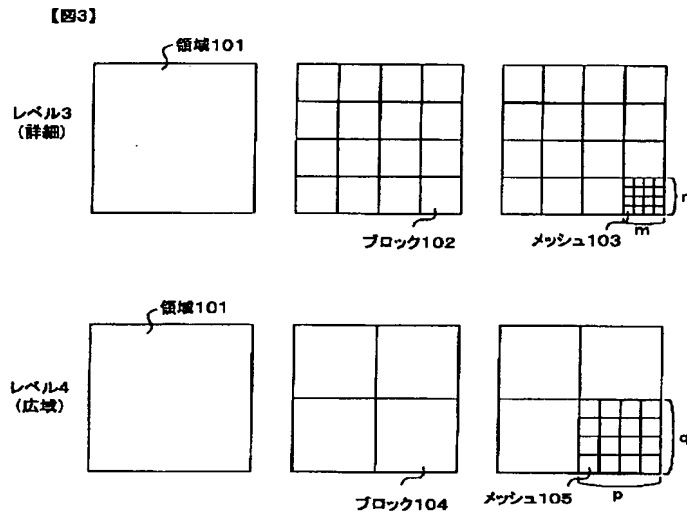 【図3】
領域101
レベル3
(詳細)
ブロック102
メッシュ103
m
n
領域101
レベル4
(広域)
ブロック104
メッシュ105
p
q